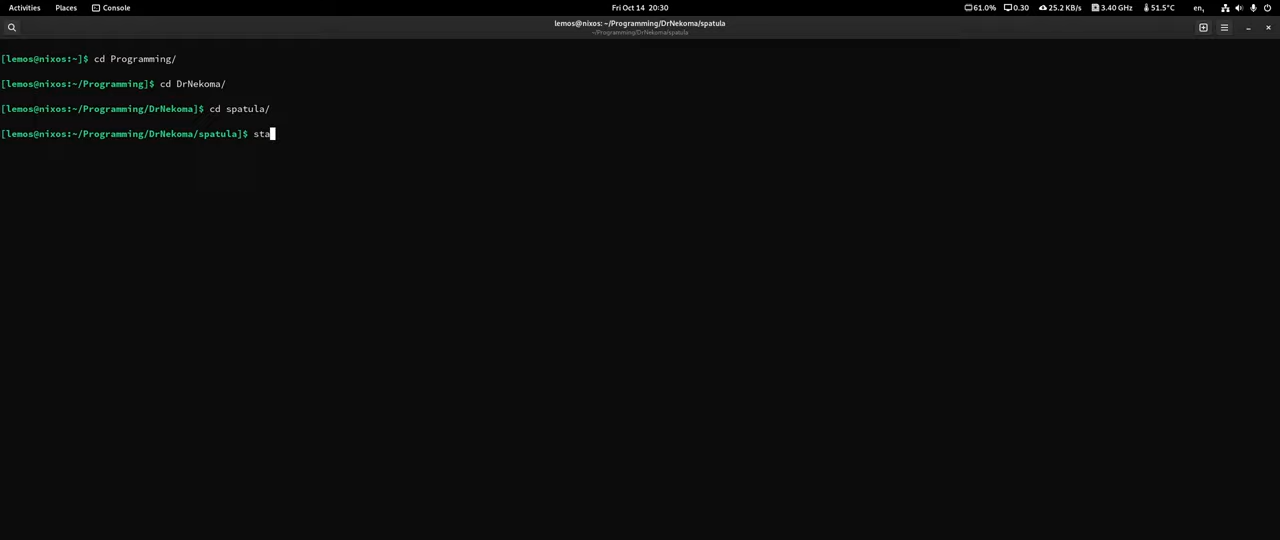 Activities Places Console Fri Oct 14 20:30 61.0% 0.30 25.2 KB/s 3.40 GHz 51.5°C en₁
lemos@nixos: ~/Programming/DrNekoma/spatula
~/Programming/DrNekoma/spatula
[lemos@nixos:~]$ cd Programming/
[lemos@nixos:~/Programming]$ cd DrNekoma/
[lemos@nixos:~/Programming/DrNekoma]$ cd spatula/
[lemos@nixos:~/Programming/DrNekoma/spatula]$ sta